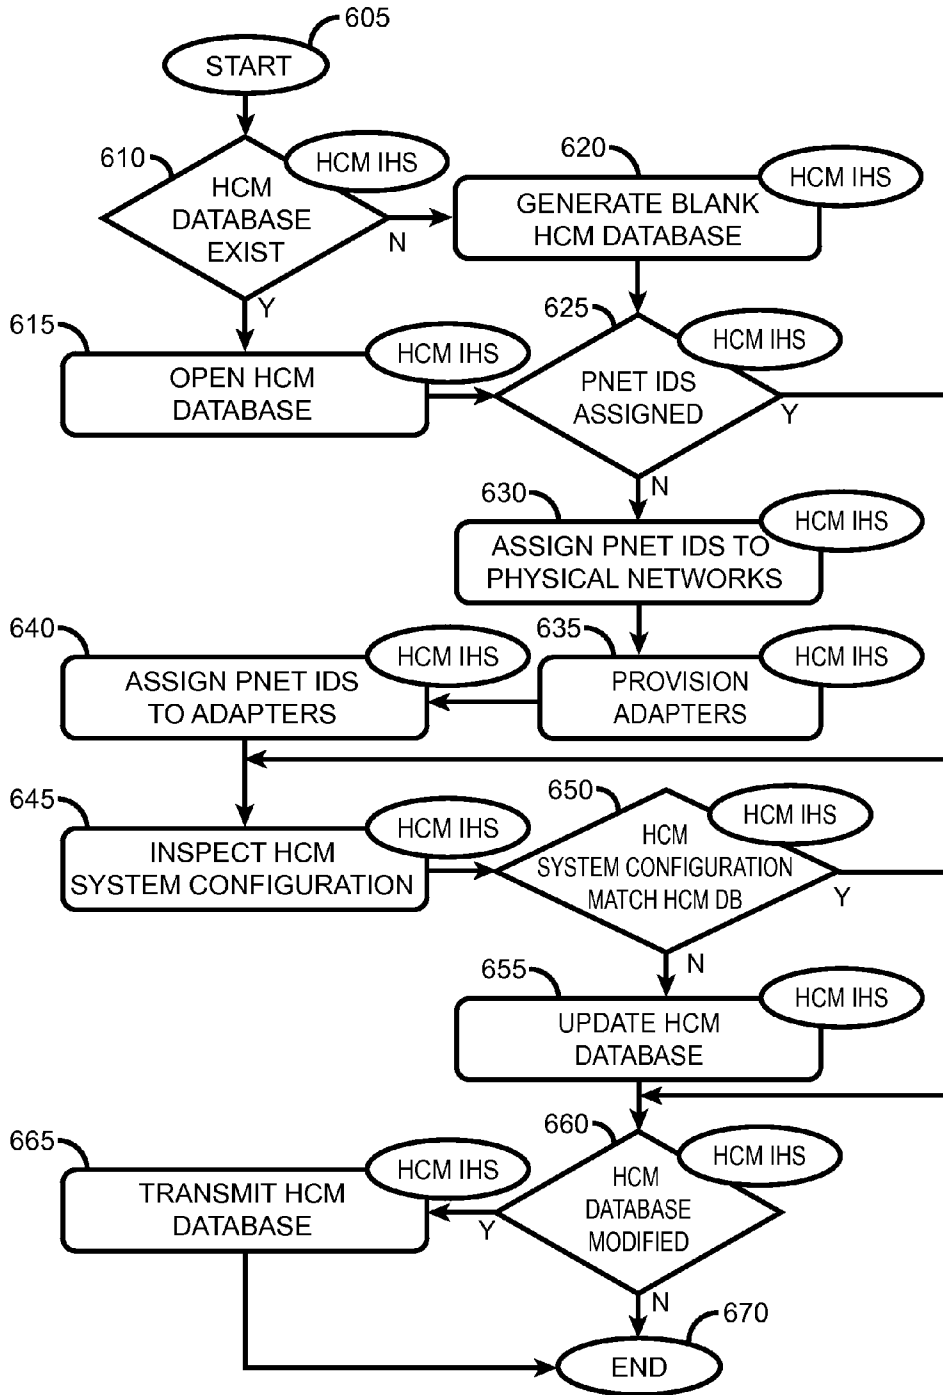 605
START
610
HCM IHS
HCM
DATABASE
EXIST
N
Y
620
HCM IHS
GENERATE BLANK
HCM DATABASE
615
HCM IHS
OPEN HCM
DATABASE
625
HCM IHS
PNET IDS
ASSIGNED
Y
N
630
HCM IHS
ASSIGN PNET IDS TO
PHYSICAL NETWORKS
635
HCM IHS
PROVISION
ADAPTERS
640
HCM IHS
ASSIGN PNET IDS
TO ADAPTERS
645
HCM IHS
INSPECT HCM
SYSTEM CONFIGURATION
650
HCM IHS
HCM
SYSTEM CONFIGURATION
MATCH HCM DB
Y
N
655
HCM IHS
UPDATE HCM
DATABASE
660
HCM IHS
HCM
DATABASE
MODIFIED
Y
N
665
HCM IHS
TRANSMIT HCM
DATABASE
670
END